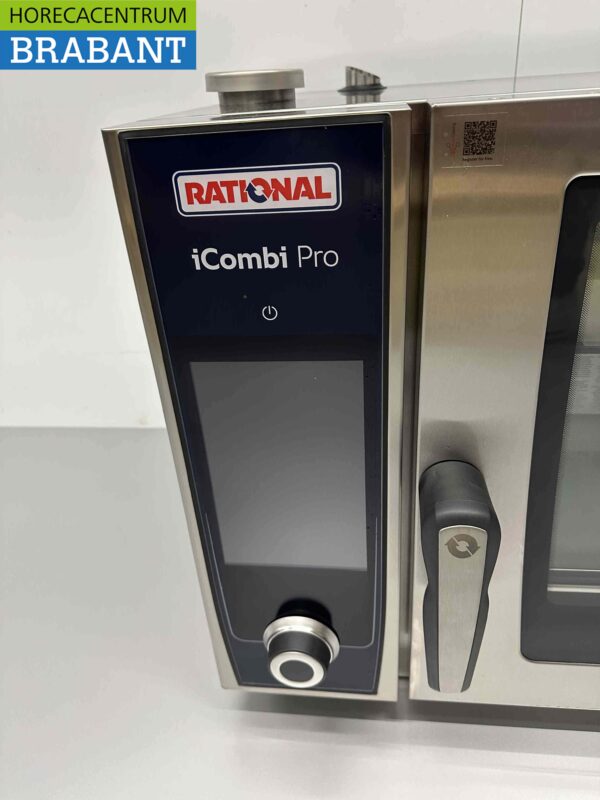 HORECACENTRUM
BRABANT
RATIONAL
iCombi Pro